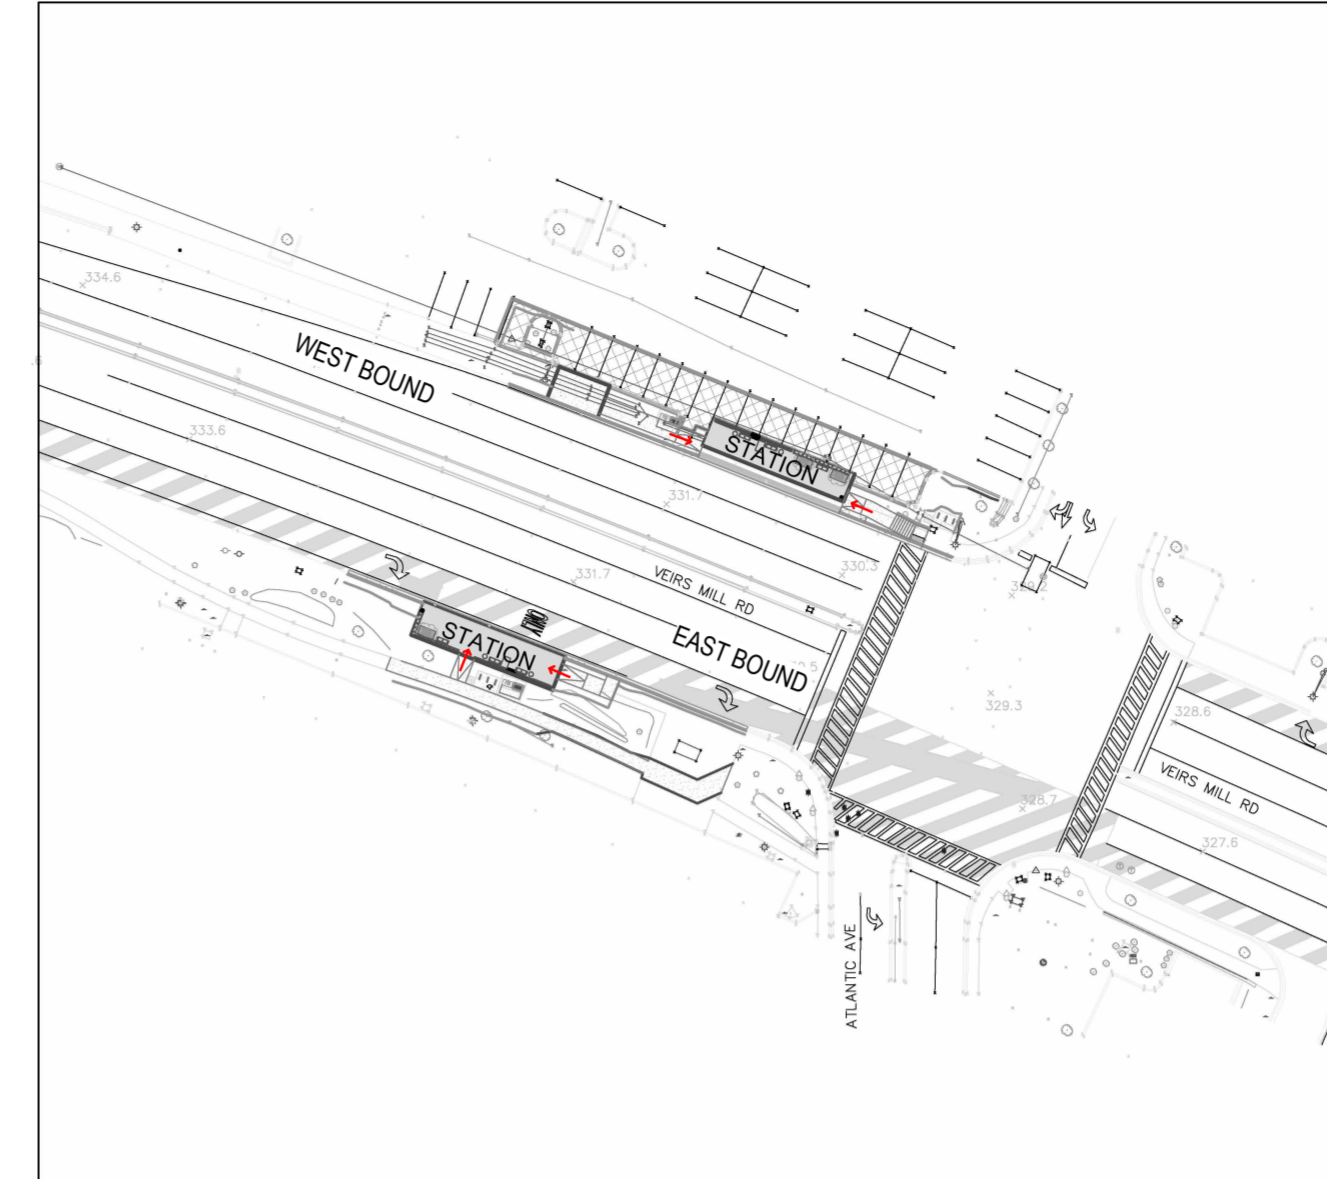 334.6
WEST BOUND
333.6
STATION
331.7
330.3
331.7
VEIRS MILL RD
ONLY
STATION
EAST BOUND
329.3
328.6
VEIRS MILL RD
328.7
327.6
ATLANTIC AVE